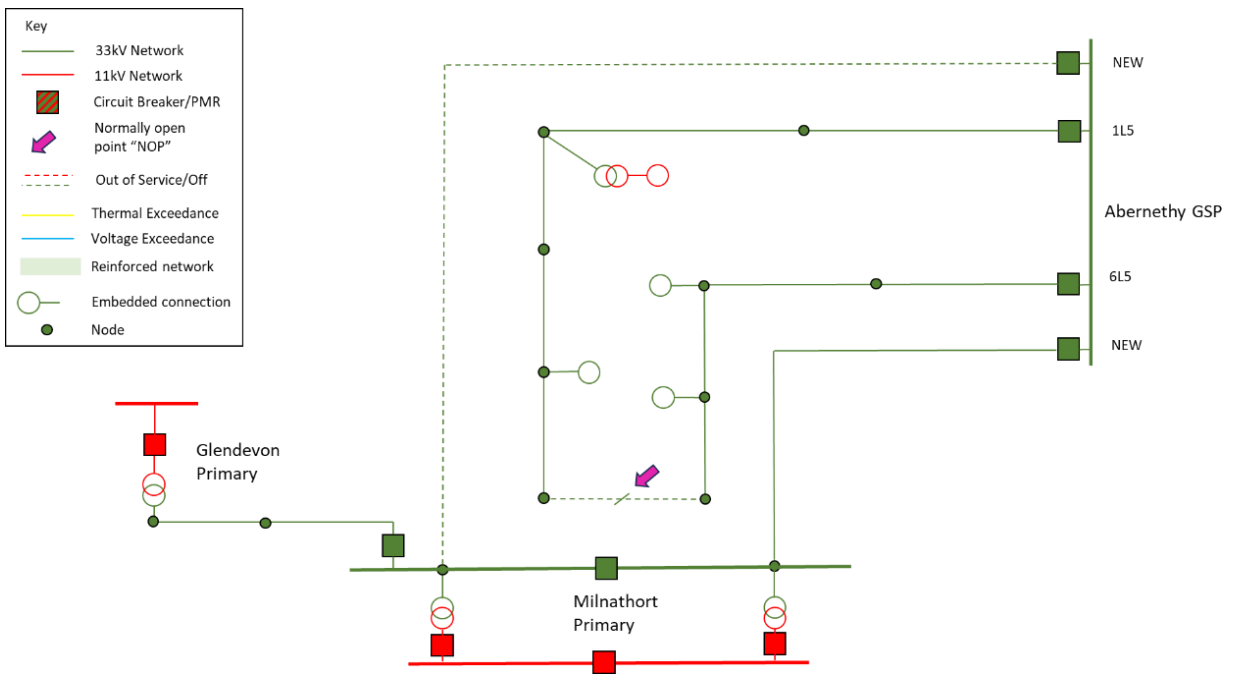 Key
33kV Network
11kV Network
Circuit Breaker/PMR
Normally open
point “NOP”
Out of Service/Off
Thermal Exceedance
Voltage Exceedance
Reinforced network
Embedded connection
Node
NEW
1L5
Abernethy GSP
6L5
NEW
Glendevon
Primary
Milnathort
Primary